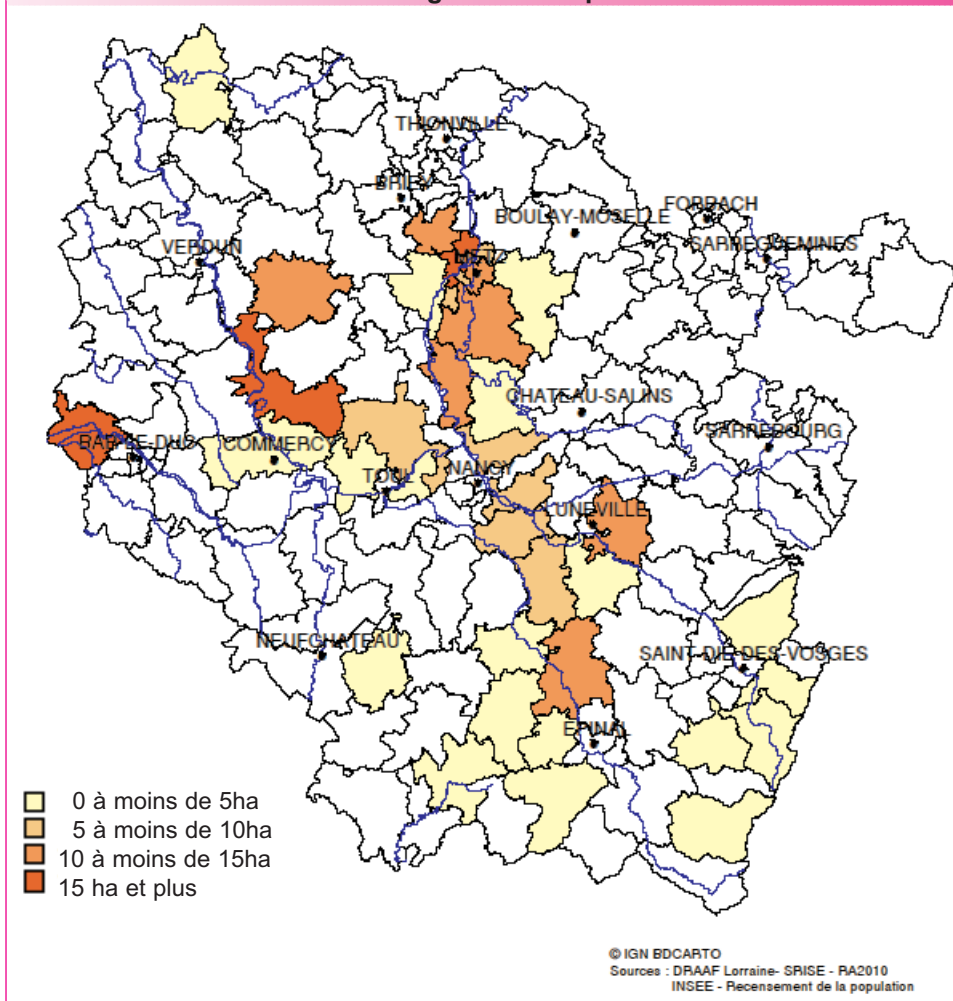 THIONVILLE
BRIEY
BOULAY-MOSELLE
FORBACH
SARREGUEMINES
VERDUN
METZ
CHATEAU-SALINS
BAR-LE-DUC
COMMERCY
SARREBOURG
TOUL
NANCY
LUNEVILLE
NEUFCHATEAU
SAINT-DIE-DES-VOSGES
EPINAL
0 à moins de 5ha
5 à moins de 10ha
10 à moins de 15ha
15 ha et plus
© IGN BDCARTO
Sources : DRAAF Lorraine- SRISE - RA2010
INSEE - Recensement de la population